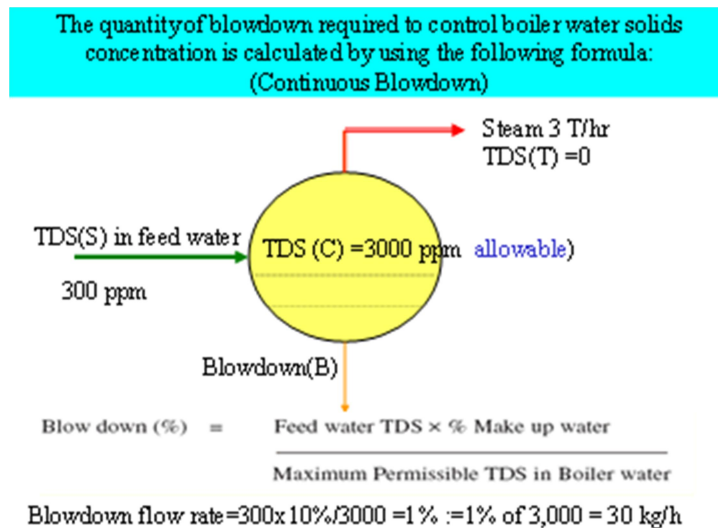 The quantity of blowdown required to control boiler water solids
concentration is calculated by using the following formula:
(Continuous Blowdown)
Steam 3 T/hr
TDS(T) =0
TDS(S) in feed water
TDS (C) =3000 ppm allowable)
300 ppm
Blowdown(B)
Blow down (%) = Feed water TDS × % Make up water
Maximum Permissible TDS in Boiler water
Blowdown flow rate=300x10%/3000 =1% :=1% of 3,000 = 30 kg/h